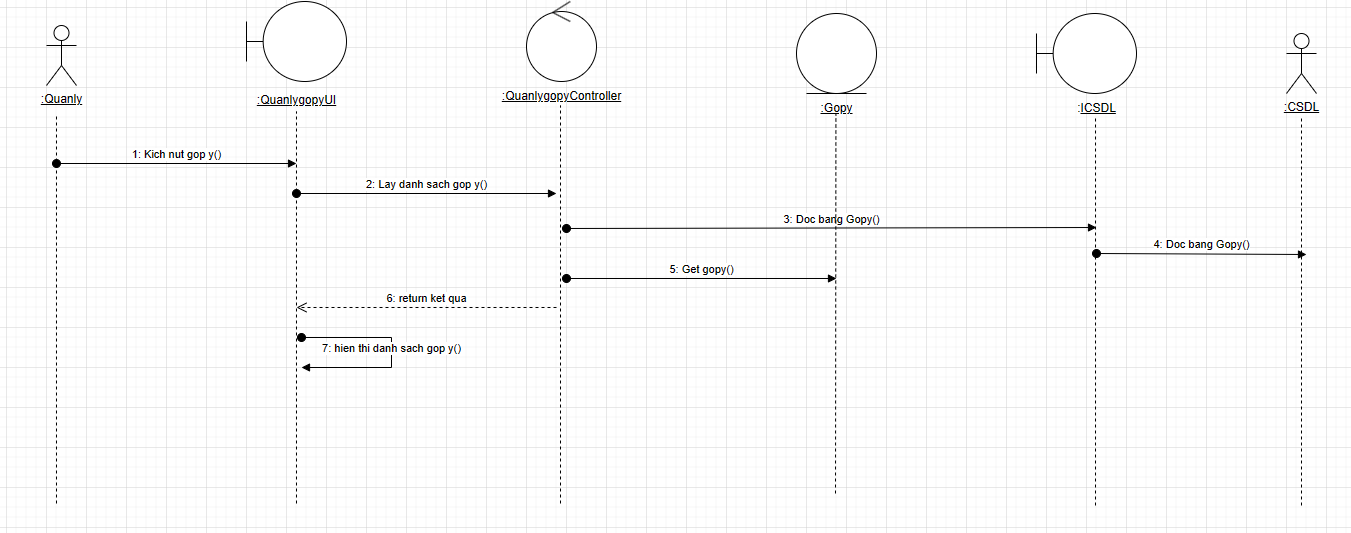 :Quanly
:QuanlygopyUI
:QuanlygopyController
:Gopy
:ICSDL
:CSDL
1: Kich nut gop y()
2: Lay danh sach gop y()
3: Doc bang Gopy()
4: Doc bang Gopy()
5: Get gopy()
6: return ket qua
7: hien thi danh sach gop y()